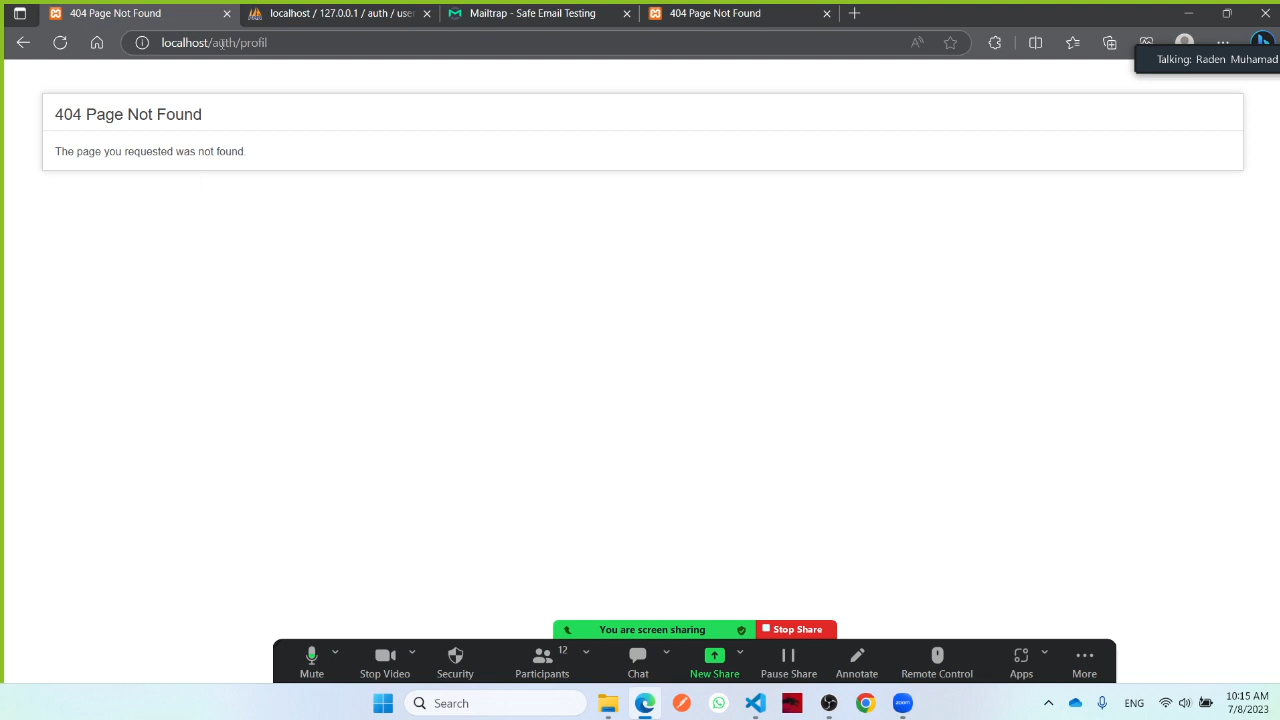 404 Page Not Found
localhost / 127.0.0.1 / auth / use
Mailtrap - Safe Email Testing
404 Page Not Found
localhost/auth/profil
Talking: Raden Muhamad
404 Page Not Found
The page you requested was not found.
You are screen sharing
Stop Share
Mute
Stop Video
Security
12
Participants
Chat
New Share
Pause Share
Annotate
Remote Control
Apps
More
Search
zoom
ENG
10:15 AM
7/8/2023